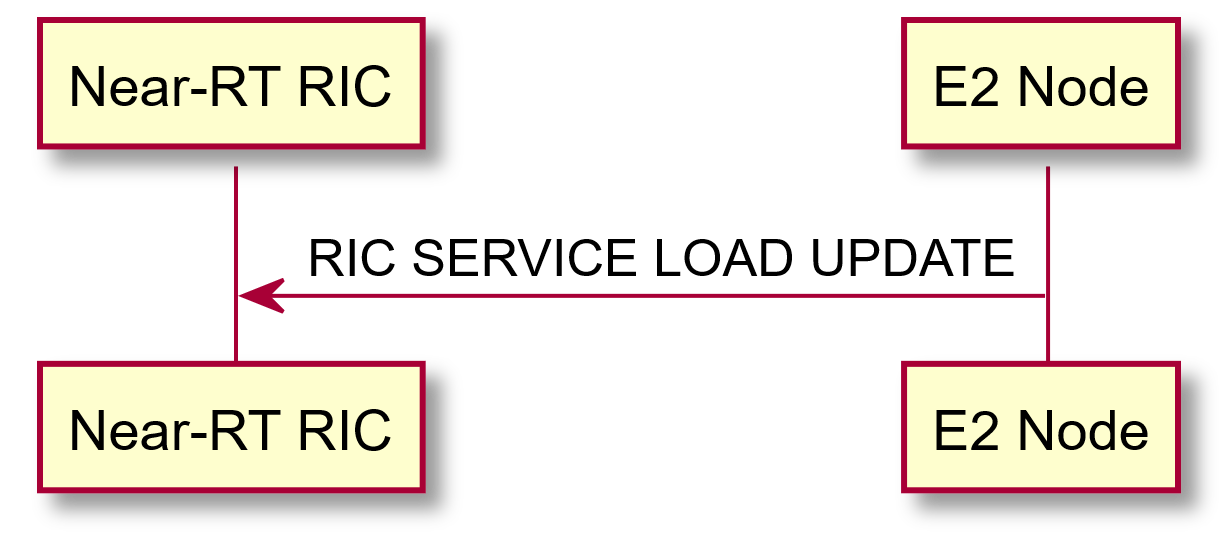 Near-RT RIC
E2 Node
RIC SERVICE LOAD UPDATE
Near-RT RIC
E2 Node